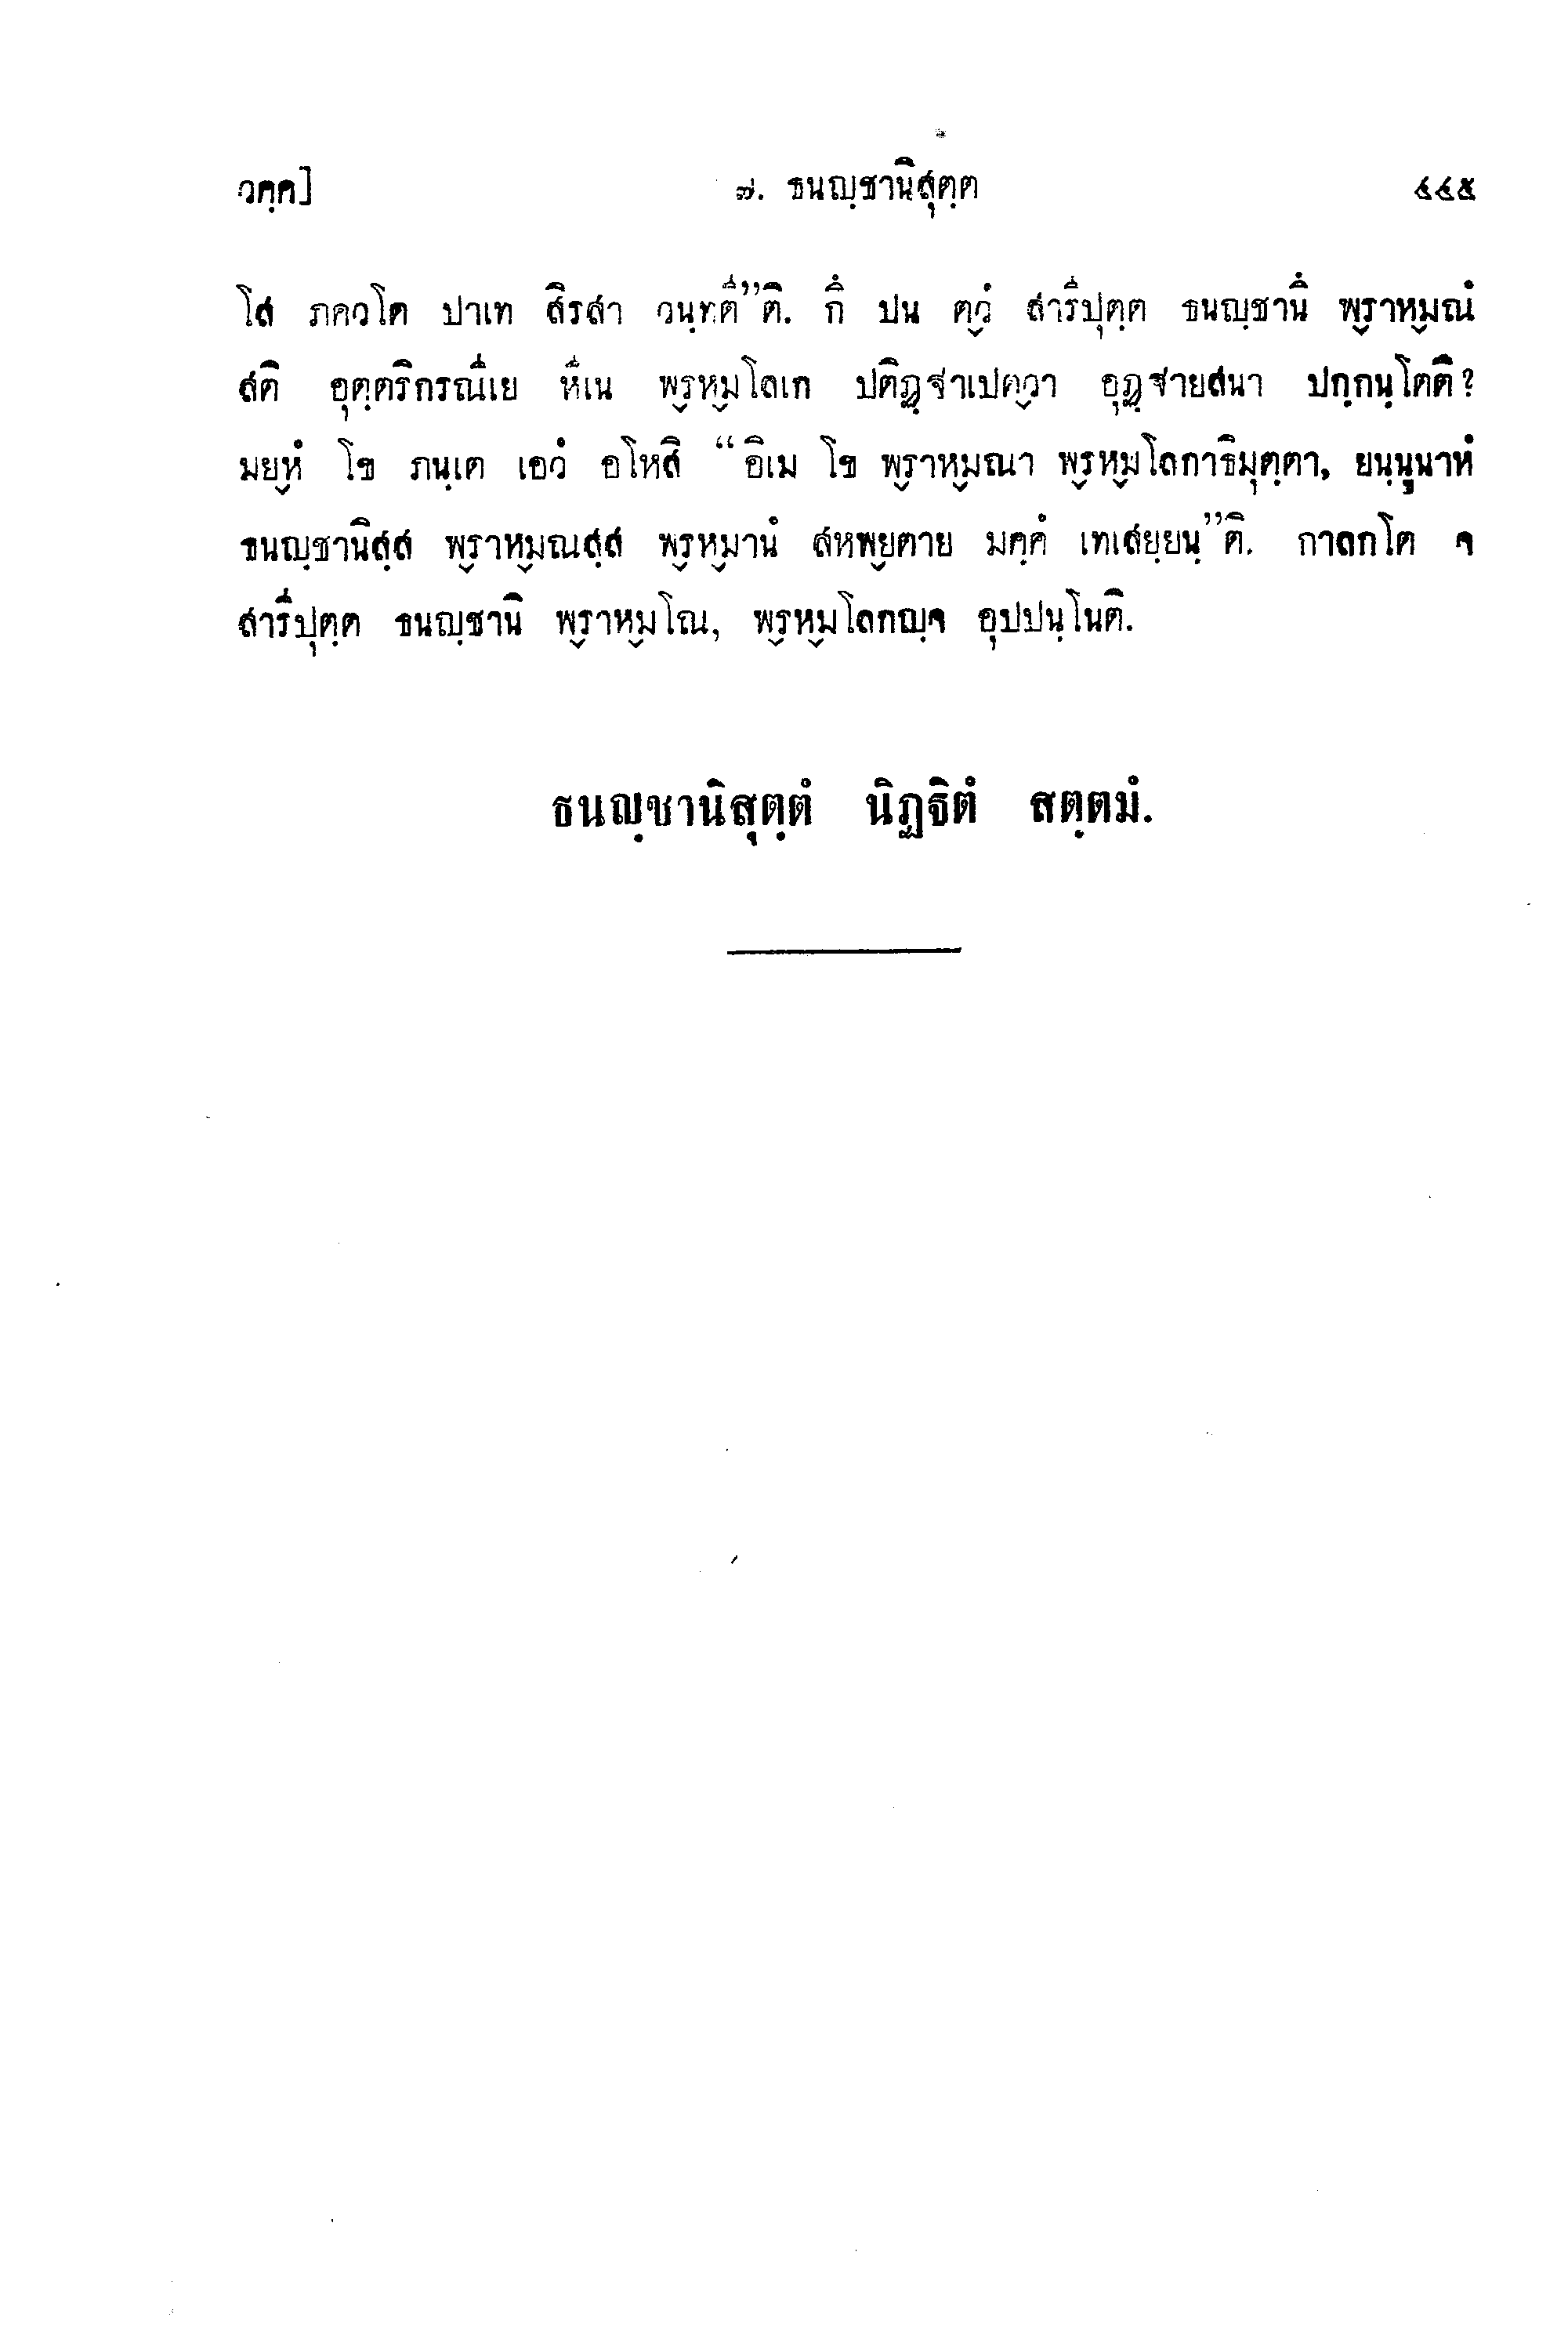 วคฺค]
๗. ธนญฺชานิสุตฺต
๔๔๕
โส ภควโต ปาเท สิรสา วนฺทตี”ติ. กึ ปน ต๎วํ สารีปุตฺต ธนญฺชานึ พ๎ราห๎มณํ
สติ อุตฺตริกรณีเย หีเน พ๎รห๎มโลเก ปติฏฺฐาเปต๎วา อุฏฺฐายสนา ปกฺกนฺโตติ?
มย๎หํ โข ภนฺเต เอวํ อโหสิ “อิเม โข พ๎ราห๎มณา พ๎รห๎มโลกาธิมุตฺตา, ยนฺนูนาหํ
ธนญฺชานิสฺส พ๎ราห๎มณสฺส พ๎รห๎มานํ สหพ๎ยตาย มคฺคํ เทเสยฺยนฺ”ติ. กาลกโต จ
สารีปุตฺต ธนญฺชานิ พ๎ราห๎มโณ, พ๎รห๎มโลกญฺจ อุปปนฺโนติ.
ธนญฺชานิสุตฺตํ นิฏฐิตํ สตฺตมํ.